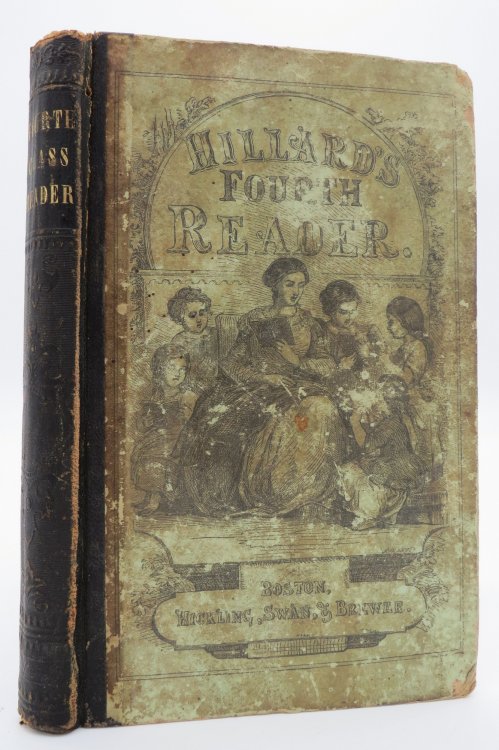 FOURTH
CLASS
READER
HILLARD'S
FOURTH
READER.
BOSTON,
HICKLING, SWAN, & BREWER.